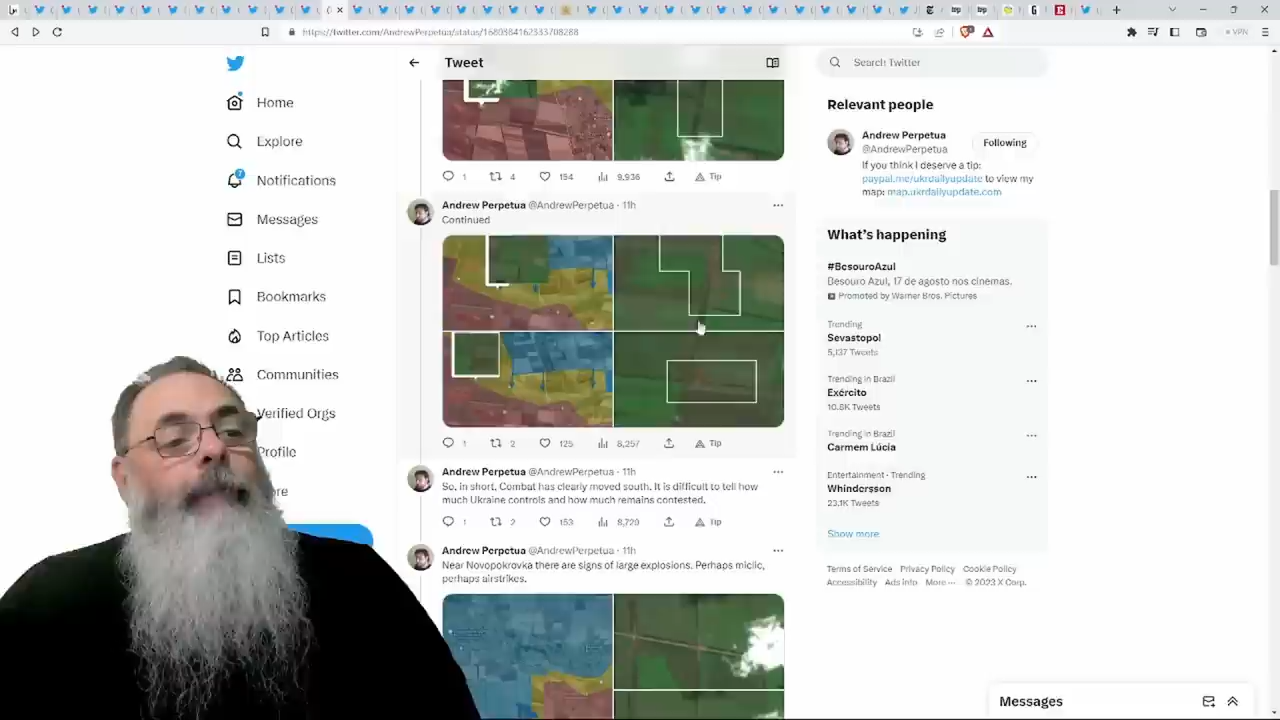 https://twitter.com/AndrewPerpetua/status/1680384162333708288
VPN
Home
Explore
Notifications
7
Messages
Lists
Bookmarks
Top Articles
Communities
Verified Orgs
Profile
ore
Tweet
1 4 154 9,936 Tip
Andrew Perpetua @AndrewPerpetua · 11h
Continued
1 2 125 8,257 Tip
Andrew Perpetua @AndrewPerpetua · 11h
So, in short, Combat has clearly moved south. It is difficult to tell how
much Ukraine controls and how much remains contested.
1 2 153 8,729 Tip
Andrew Perpetua @AndrewPerpetua · 11h
Near Novopokrovka there are signs of large explosions. Perhaps miclic,
perhaps airstrikes.
Search Twitter
Relevant people
Andrew Perpetua
@AndrewPerpetua
Following
If you think I deserve a tip:
paypal.me/ukrdailyupdate to view my
map: map.ukrdailyupdate.com
What's happening
#BesouroAzul
Besouro Azul, 17 de agosto nos cinemas.
Promoted by Warner Bros. Pictures
Trending
Sevastopol
5,137 Tweets
Trending in Brazil
Exército
10.8K Tweets
Trending in Brazil
Carmem Lúcia
Entertainment · Trending
Whindersson
23.1K Tweets
Show more
Terms of Service Privacy Policy Cookie Policy
Accessibility Ads info More ··· © 2023 X Corp.
Messages